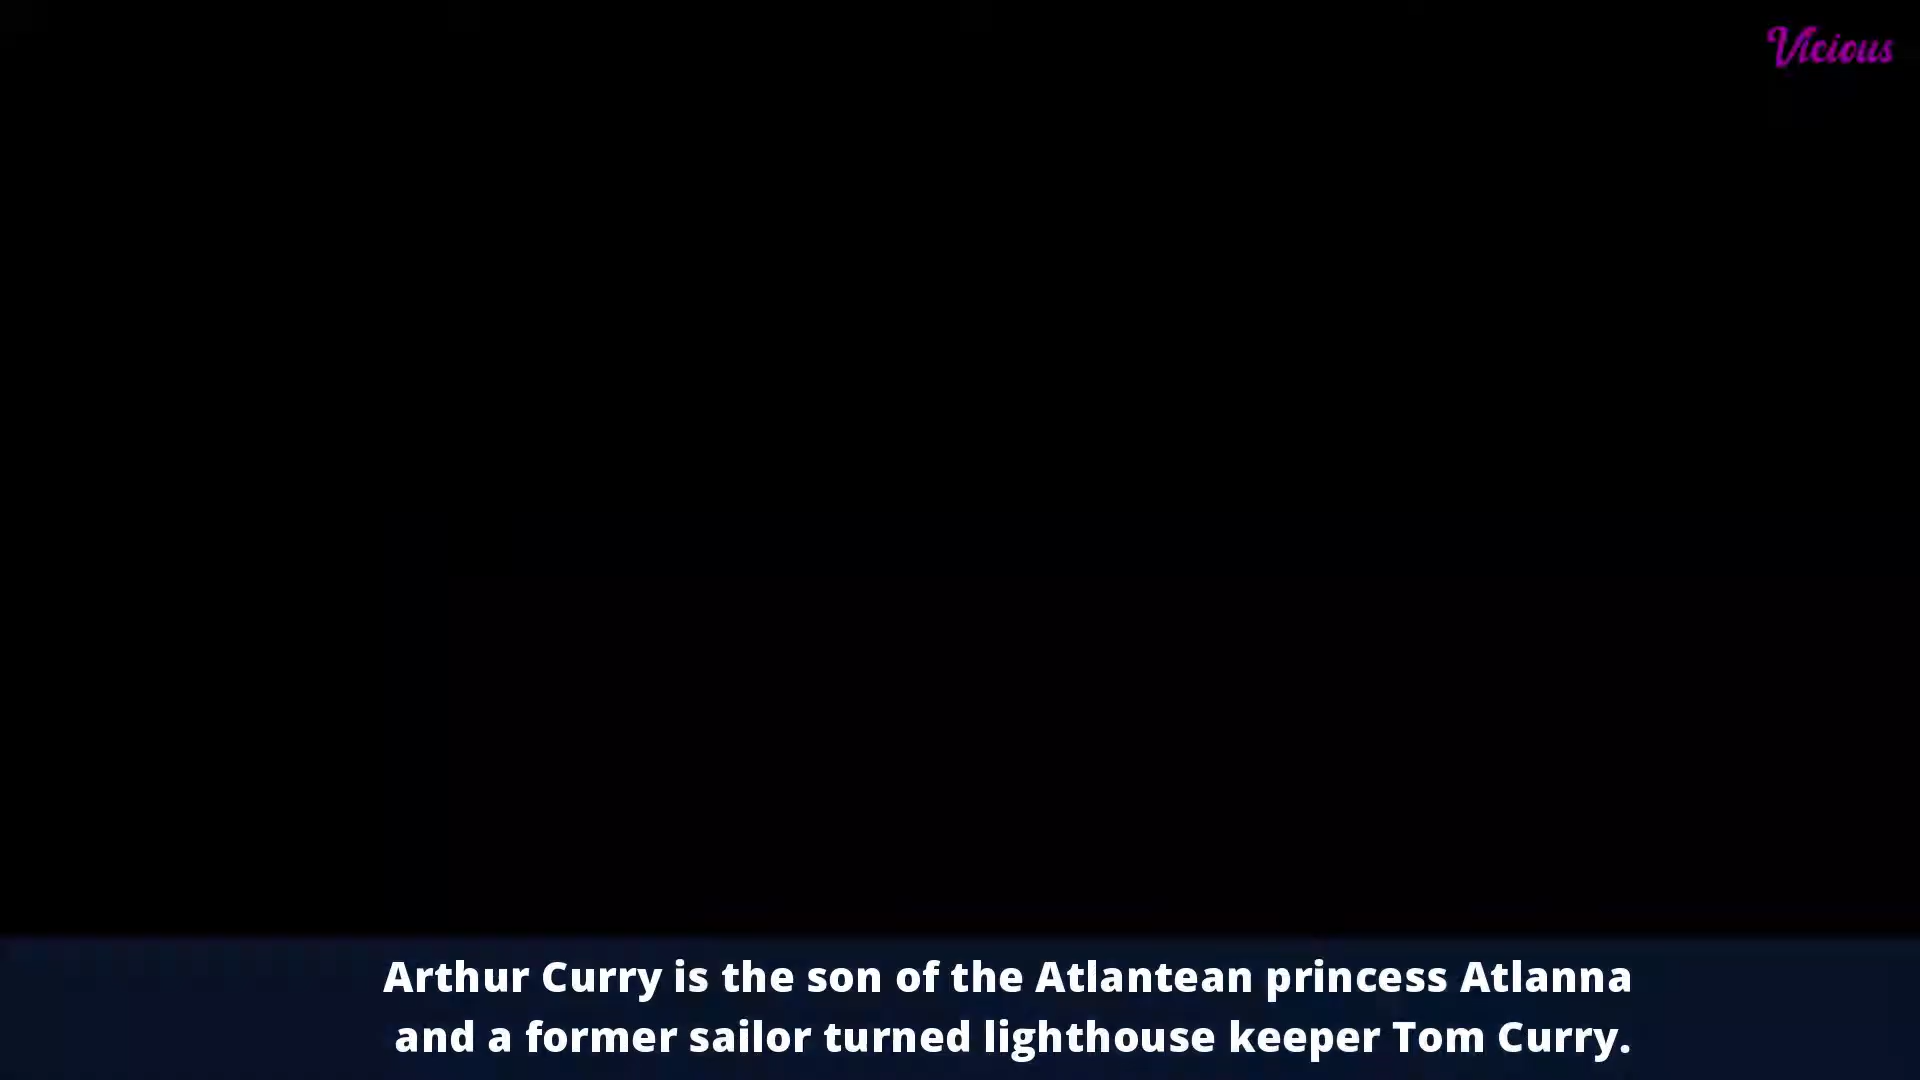 Vicious
Arthur Curry is the son of the Atlantean princess Atlanna
and a former sailor turned lighthouse keeper Tom Curry.